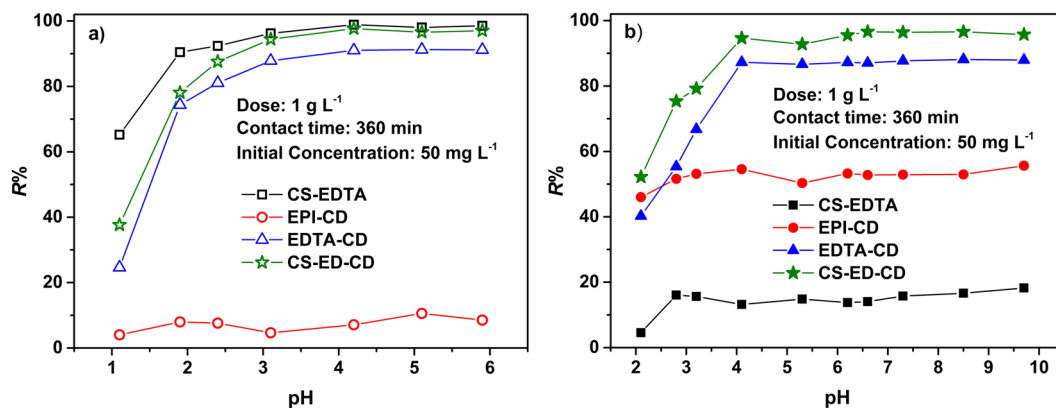 a)
Dose: 1 g L-1
Contact time: 360 min
Initial Concentration: 50 mg L-1
CS-EDTA
EPI-CD
EDTA-CD
CS-ED-CD
R%
100
80
60
40
20
0
1 2 3 4 5 6
pH
b)
Dose: 1 g L-1
Contact time: 360 min
Initial Concentration: 50 mg L-1
CS-EDTA
EPI-CD
EDTA-CD
CS-ED-CD
R%
100
80
60
40
20
0
2 3 4 5 6 7 8 9 10
pH